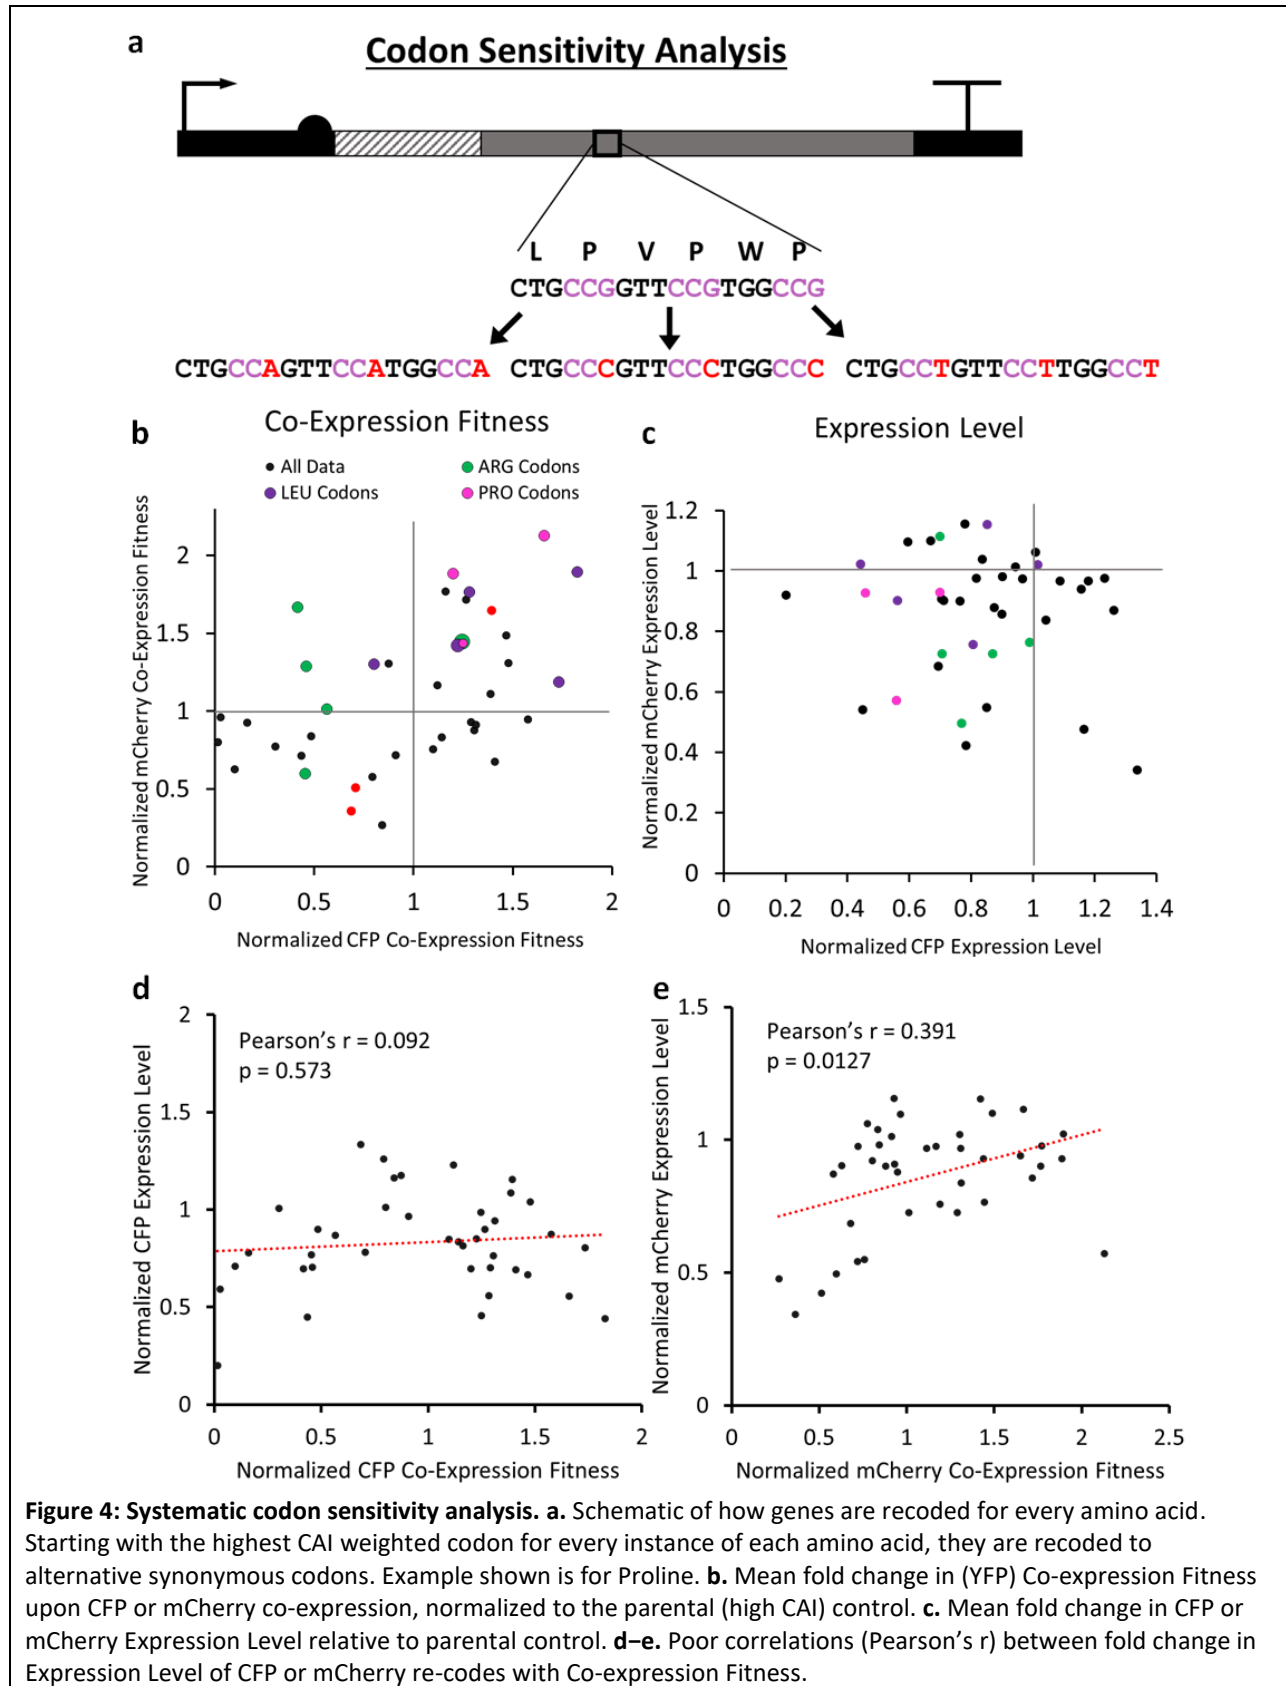 a
Codon Sensitivity Analysis
L P V P W P
CTGCCGGTTCCGTGGCCG
CTGCCAGTTCCATGGCCA CTGCCCGTTCCCTGGCCC CTGCCTGTTCCTTGGCCT
b
Co-Expression Fitness
All Data
ARG Codons
LEU Codons
PRO Codons
Normalized mCherry Co-Expression Fitness
2
1.5
1
0.5
0
0 0.5 1 1.5 2
Normalized CFP Co-Expression Fitness
c
Expression Level
Normalized mCherry Expression Level
1.2
1
0.8
0.6
0.4
0.2
0
0 0.2 0.4 0.6 0.8 1 1.2 1.4
Normalized CFP Expression Level
d
Pearson's r = 0.092
p = 0.573
Normalized CFP Expression Level
2
1.5
1
0.5
0
0 0.5 1 1.5 2
Normalized CFP Co-Expression Fitness
e
Pearson's r = 0.391
p = 0.0127
Normalized mCherry Expression Level
1.5
1
0.5
0
0 0.5 1 1.5 2 2.5
Normalized mCherry Co-Expression Fitness
Figure 4: Systematic codon sensitivity analysis. a. Schematic of how genes are recoded for every amino acid.
Starting with the highest CAI weighted codon for every instance of each amino acid, they are recoded to
alternative synonymous codons. Example shown is for Proline. b. Mean fold change in (YFP) Co-expression Fitness
upon CFP or mCherry co-expression, normalized to the parental (high CAI) control. c. Mean fold change in CFP or
mCherry Expression Level relative to parental control. d–e. Poor correlations (Pearson's r) between fold change in
Expression Level of CFP or mCherry re-codes with Co-expression Fitness.